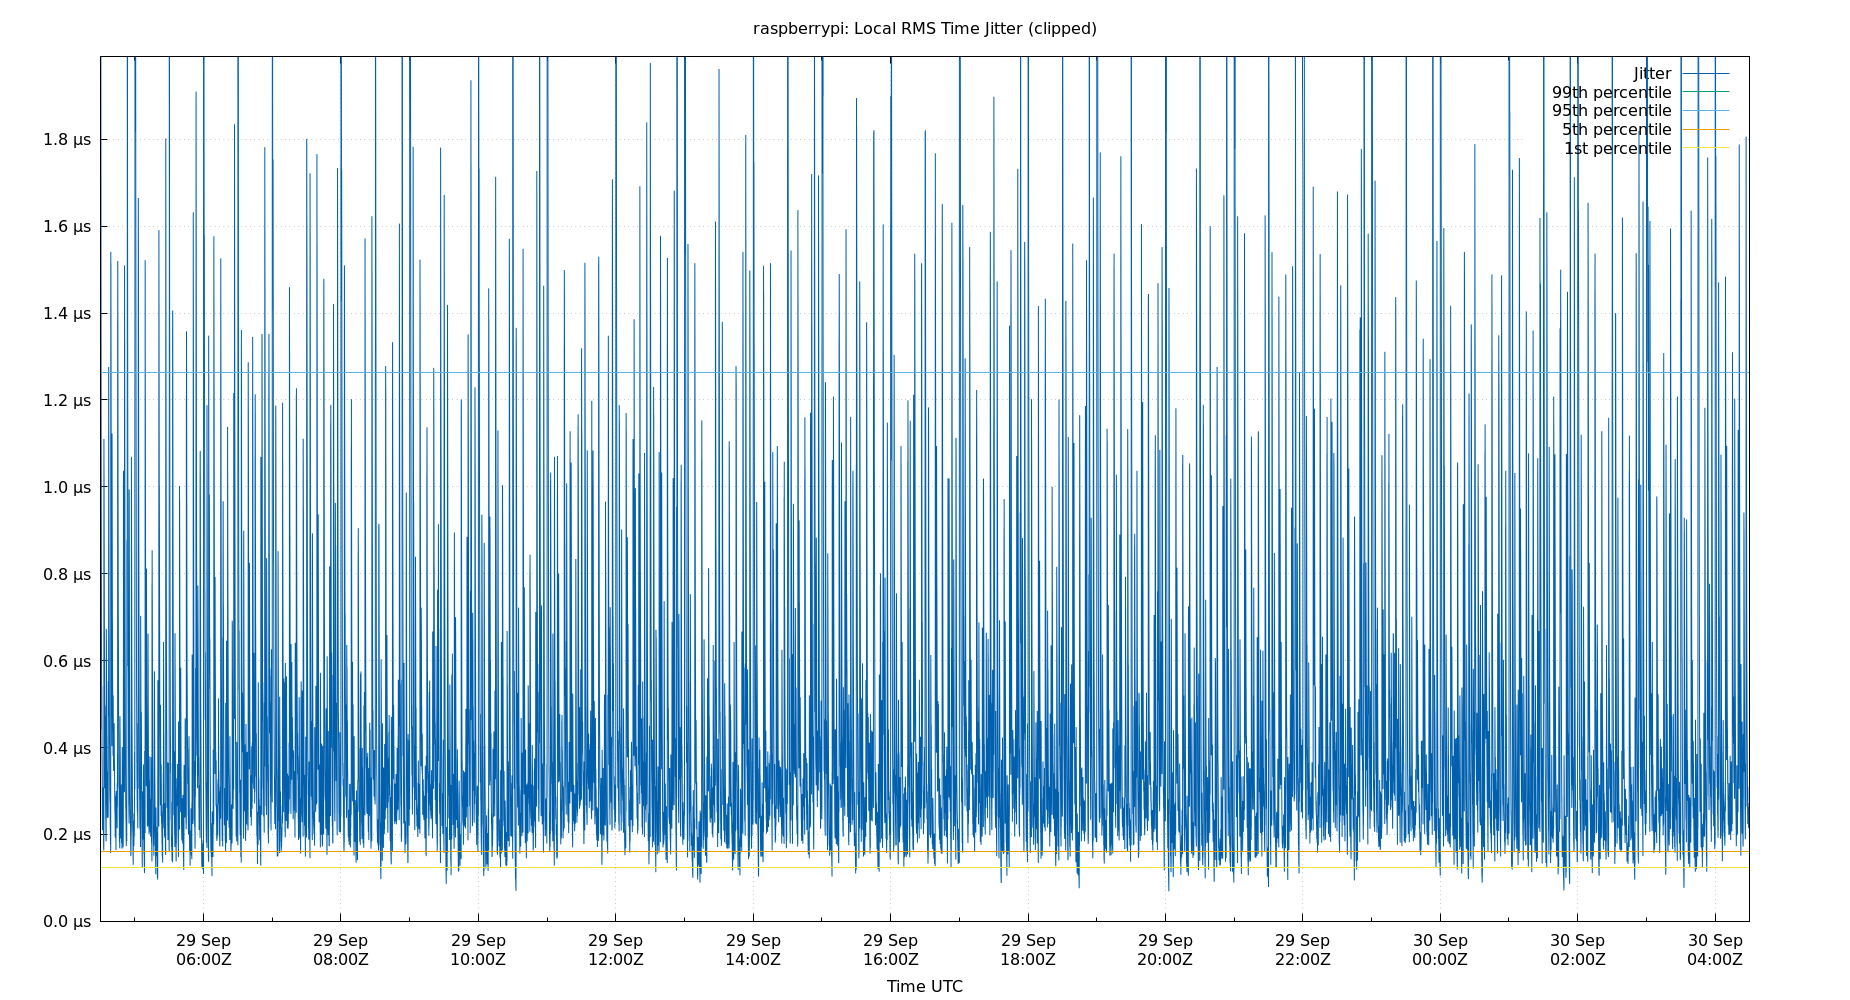 raspberrypi: Local RMS Time Jitter (clipped)
Jitter
99th percentile
95th percentile
5th percentile
1st percentile
1.8 µs
1.6 µs
1.4 µs
1.2 µs
1.0 µs
0.8 µs
0.6 µs
0.4 µs
0.2 µs
0.0 µs
29 Sep 29 Sep 29 Sep 29 Sep 29 Sep 29 Sep 29 Sep 29 Sep 29 Sep 30 Sep 30 Sep 30 Sep
06:00Z 08:00Z 10:00Z 12:00Z 14:00Z 16:00Z 18:00Z 20:00Z 22:00Z 00:00Z 02:00Z 04:00Z
Time UTC